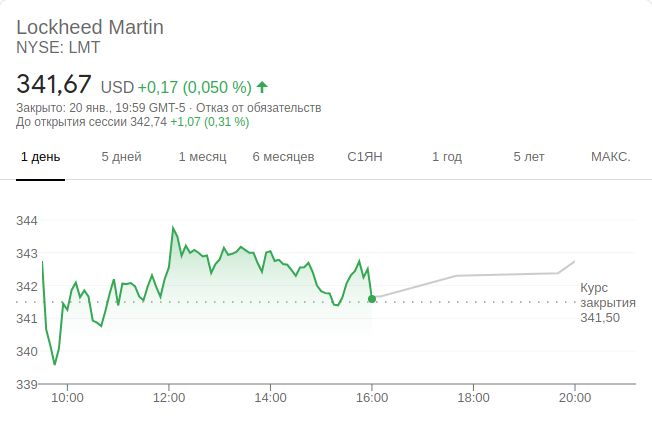 Lockheed Martin
NYSE: LMT
341,67 USD +0,17 (0,050 %)
Закрыто: 20 янв., 19:59 GMT-5 · Отказ от обязательств
До открытия сессии 342,74 +1,07 (0,31 %)
1 день 5 дней 1 месяц 6 месяцев С1ЯН 1 год 5 лет МАКС.
344
343
342
341
340
339
Курс
закрытия
341,50
10:00 12:00 14:00 16:00 18:00 20:00